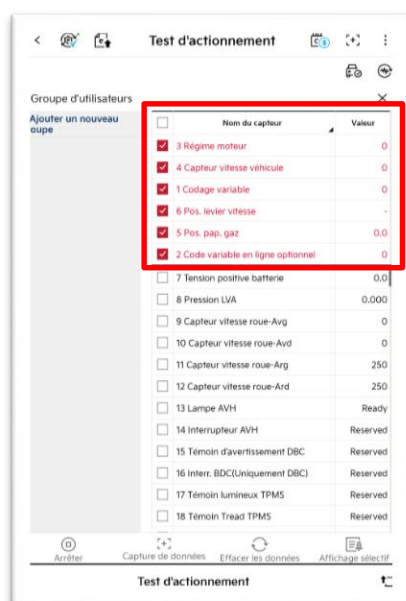 Test d'actionnement
Groupe d'utilisateurs
Ajouter un nouveau
oupe
Nom du capteur Valeur
3 Régime moteur 0
4 Capteur vitesse véhicule 0
1 Codage variable 0
6 Pos. levier vitesse -
5 Pos. pap. gaz 0.0
2 Code variable en ligne optionnel 0
7 Tension positive batterie 0.0
8 Pression LVA 0.000
9 Capteur vitesse roue-Avg 0
10 Capteur vitesse roue-Avd 0
11 Capteur vitesse roue-Arg 250
12 Capteur vitesse roue-Ard 250
13 Lampe AVH Ready
14 Interrupteur AVH Reserved
15 Témoin d'avertissement DBC Reserved
16 Interr. BDC(Uniquement DBC) Reserved
17 Témoin lumineux TPMS Reserved
18 Témoin Tread TPMS Reserved
Arrêter Capture de données Effacer les données Affichage sélectif
Test d'actionnement